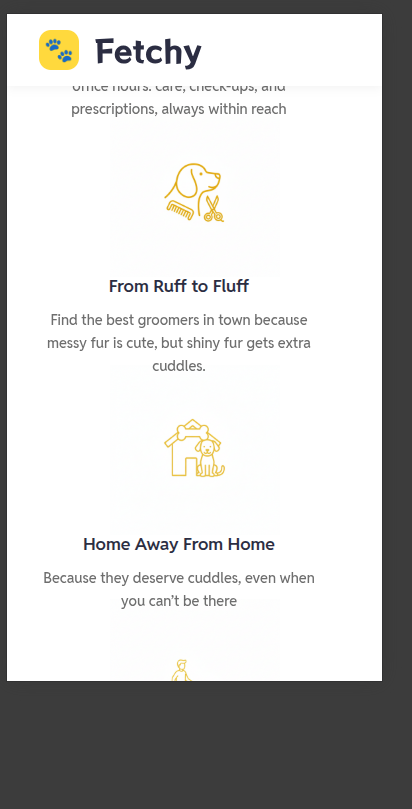 Fetchy
office hours: care, check-ups, and
prescriptions, always within reach
From Ruff to Fluff
Find the best groomers in town because
messy fur is cute, but shiny fur gets extra
cuddles.
Home Away From Home
Because they deserve cuddles, even when
you can't be there